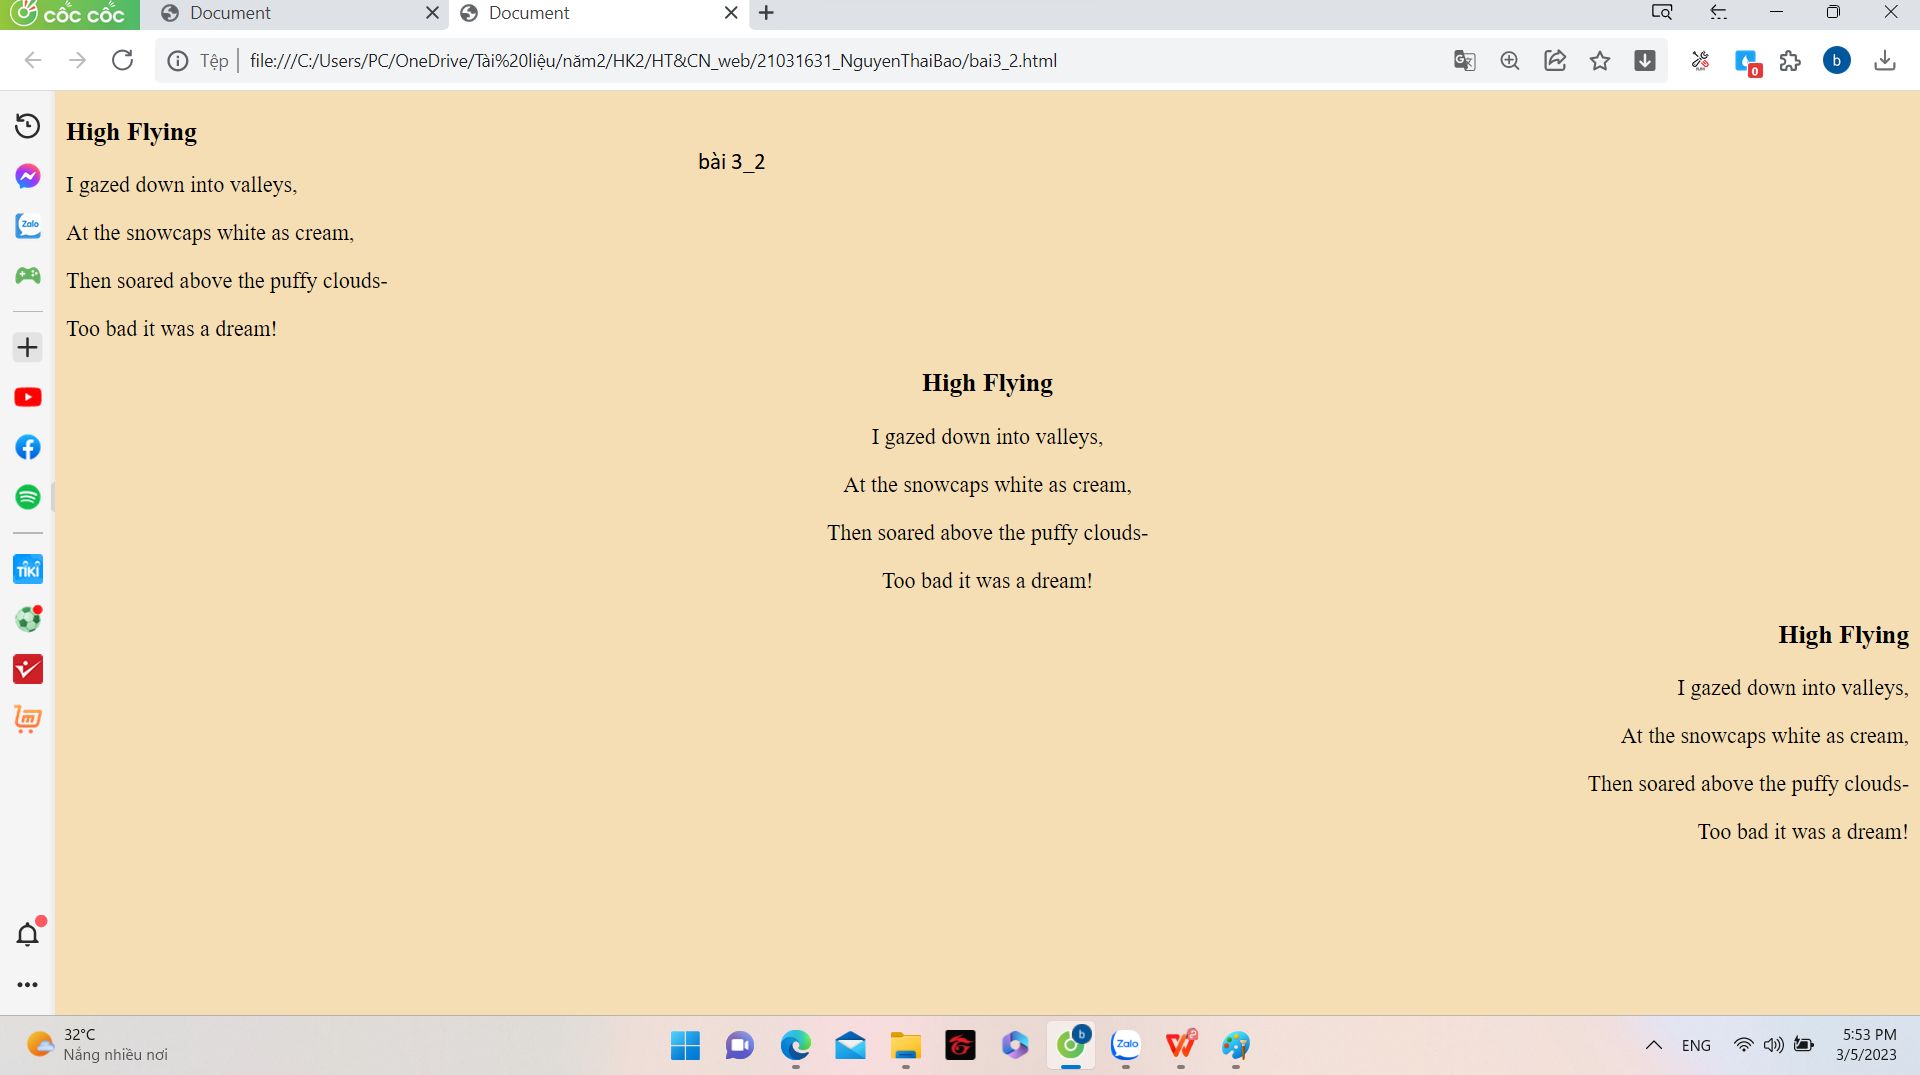 cốc cốc
Document
Document
Tệp
file:///C:/Users/PC/OneDrive/Tài%20liệu/năm2/HK2/HT&CN_web/21031631_NguyenThaiBao/bai3_2.html
0
b
High Flying
bài 3_2
I gazed down into valleys,
At the snowcaps white as cream,
Then soared above the puffy clouds-
Too bad it was a dream!
High Flying
I gazed down into valleys,
At the snowcaps white as cream,
Then soared above the puffy clouds-
Too bad it was a dream!
High Flying
I gazed down into valleys,
At the snowcaps white as cream,
Then soared above the puffy clouds-
Too bad it was a dream!
Zalo
TIKI
32°C
Nắng nhiều nơi
b
Zalo
ENG
5:53 PM
3/5/2023